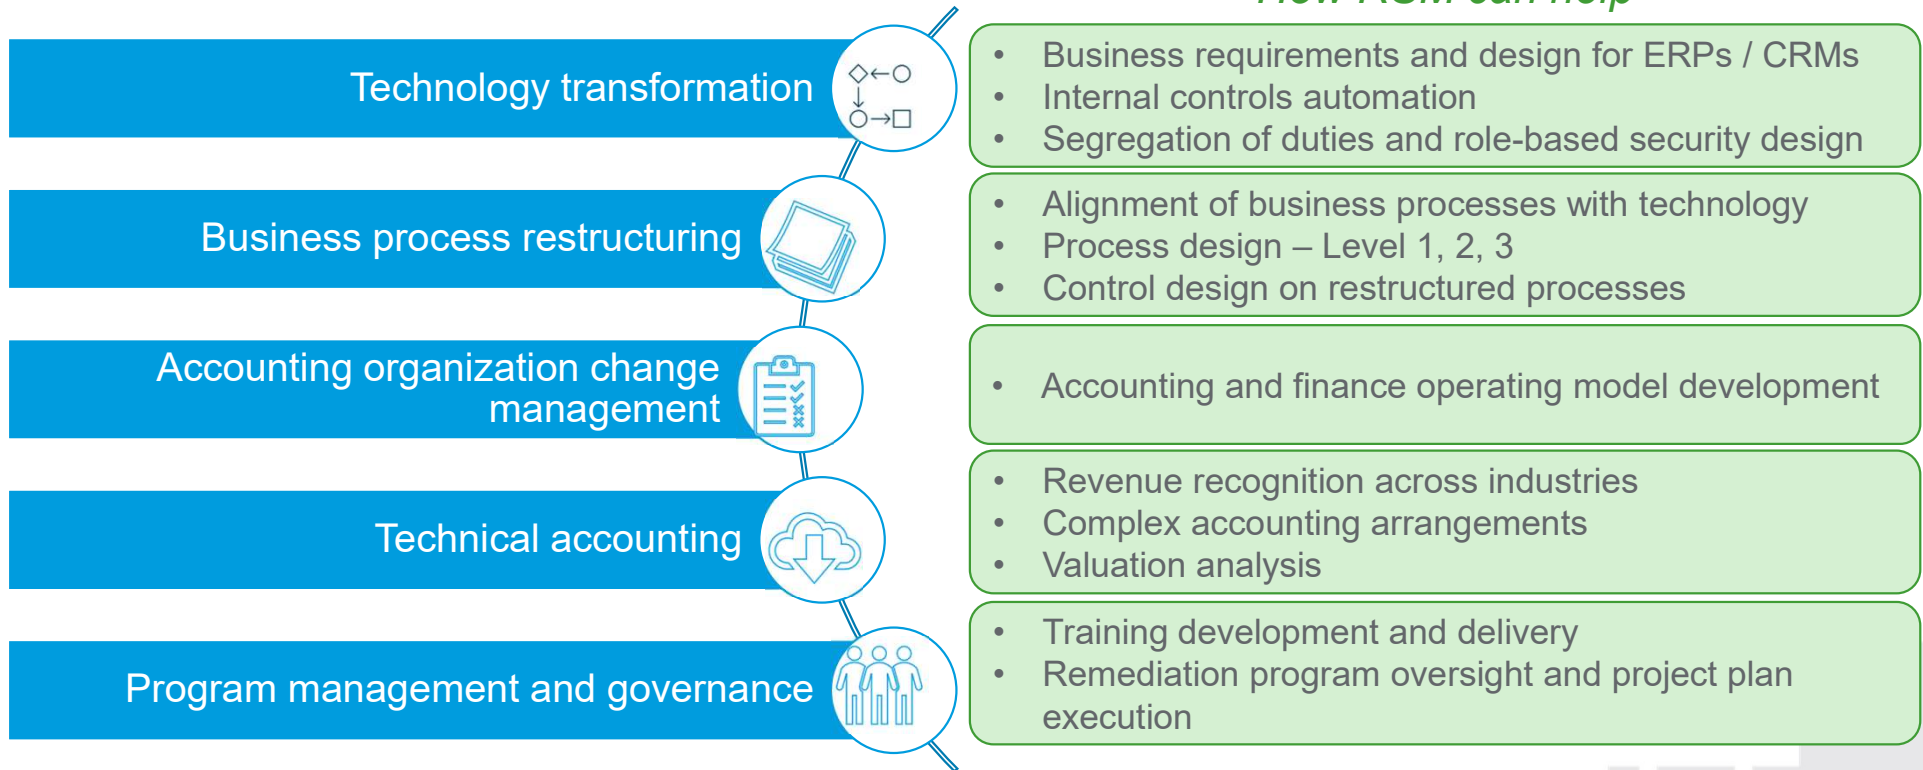 How RSM can help
Technology transformation
• Business requirements and design for ERPs / CRMs
• Internal controls automation
• Segregation of duties and role-based security design
Business process restructuring
• Alignment of business processes with technology
• Process design – Level 1, 2, 3
• Control design on restructured processes
Accounting organization change
management
• Accounting and finance operating model development
Technical accounting
• Revenue recognition across industries
• Complex accounting arrangements
• Valuation analysis
Program management and governance
• Training development and delivery
• Remediation program oversight and project plan
execution